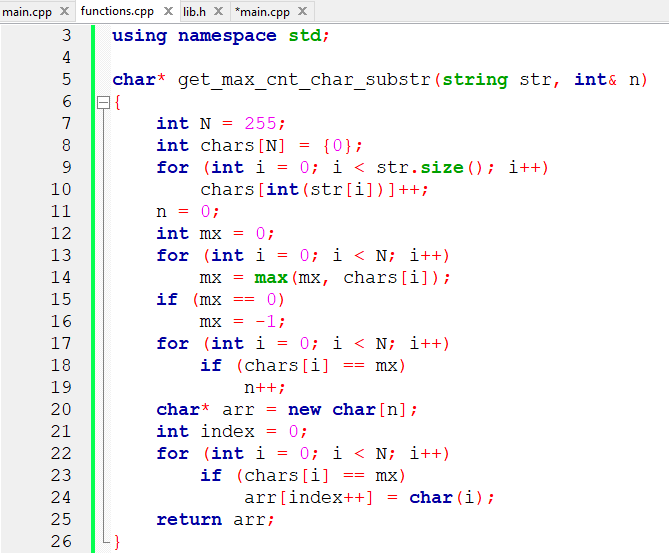 main.cpp functions.cpp lib.h *main.cpp
3 using namespace std;
4
5 char* get_max_cnt_char_substr(string str, int& n)
6 {
7     int N = 255;
8     int chars[N] = {0};
9     for (int i = 0; i < str.size(); i++)
10         chars[int(str[i])]++;
11     n = 0;
12     int mx = 0;
13     for (int i = 0; i < N; i++)
14         mx = max(mx, chars[i]);
15     if (mx == 0)
16         mx = -1;
17     for (int i = 0; i < N; i++)
18         if (chars[i] == mx)
19             n++;
20     char* arr = new char[n];
21     int index = 0;
22     for (int i = 0; i < N; i++)
23         if (chars[i] == mx)
24             arr[index++] = char(i);
25     return arr;
26 }